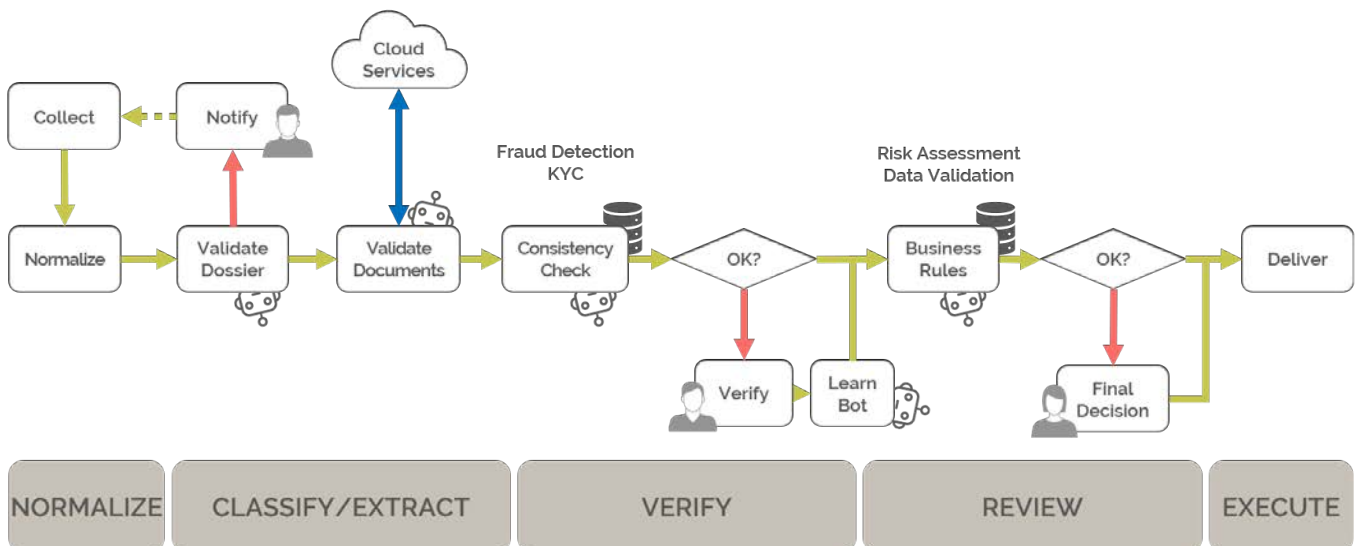 Cloud
Services
Collect
Notify
Fraud Detection
KYC
Risk Assessment
Data Validation
Normalize
Validate
Dossier
Validate
Documents
Consistency
Check
OK?
Business
Rules
OK?
Deliver
Verify
Learn
Bot
Final
Decision
NORMALIZE
CLASSIFY/EXTRACT
VERIFY
REVIEW
EXECUTE